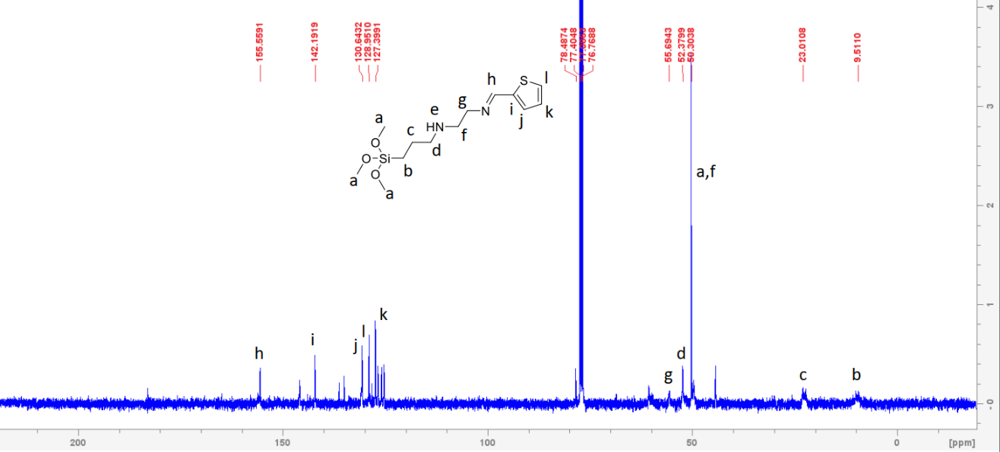 155.5591
142.1919
130.6432
128.9510
127.3991
78.4874
77.4048
76.7688
55.6943
52.3799
50.3038
23.0108
9.5110
4
3
2
1
0
h
S
l
i
k
j
N
g
e
HN
f
c
d
a
O
O
Si
b
a
O
a
a,f
k
l
j
i
h
g
d
c
b
200
150
100
50
0
[ppm]